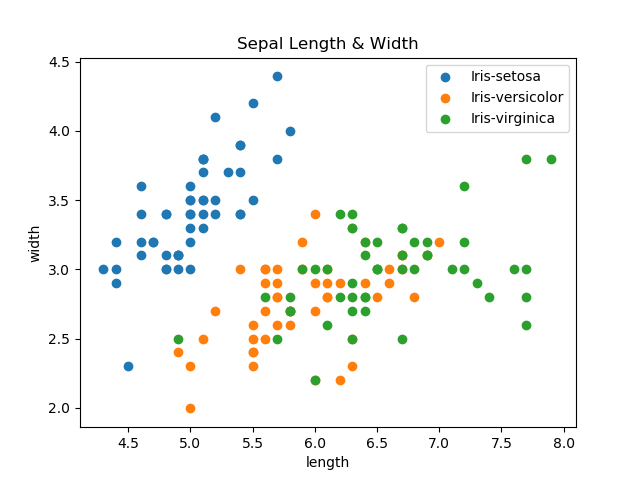 Sepal Length & Width
Iris-setosa
Iris-versicolor
Iris-virginica
width
4.5
4.0
3.5
3.0
2.5
2.0
4.5 5.0 5.5 6.0 6.5 7.0 7.5 8.0
length